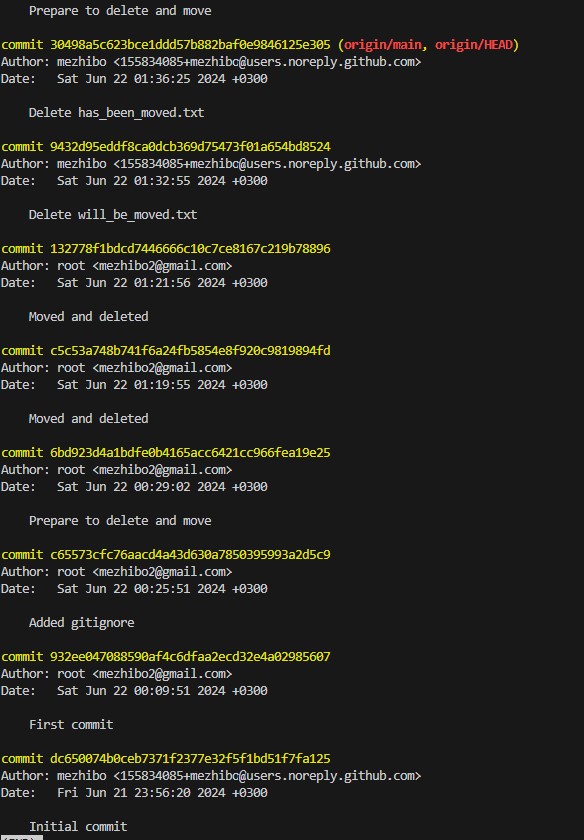 Prepare to delete and move
commit 30498a5c623bce1ddd57b882baf0e9846125e305 (origin/main, origin/HEAD)
Author: mezhibo <155834085+mezhibo@users.noreply.github.com>
Date:   Sat Jun 22 01:36:25 2024 +0300
Delete has_been_moved.txt
commit 9432d95eddf8ca0dcb369d75473f01a654bd8524
Author: mezhibo <155834085+mezhibo@users.noreply.github.com>
Date:   Sat Jun 22 01:32:55 2024 +0300
Delete will_be_moved.txt
commit 132778f1bdcd7446666c10c7ce8167c219b78896
Author: root <mezhibo2@gmail.com>
Date:   Sat Jun 22 01:21:56 2024 +0300
Moved and deleted
commit c5c53a748b741f6a24fb5854e8f920c9819894fd
Author: root <mezhibo2@gmail.com>
Date:   Sat Jun 22 01:19:55 2024 +0300
Moved and deleted
commit 6bd923d4a1bdfe0b4165acc6421cc966fea19e25
Author: root <mezhibo2@gmail.com>
Date:   Sat Jun 22 00:29:02 2024 +0300
Prepare to delete and move
commit c65573cfc76aacd4a43d630a7850395993a2d5c9
Author: root <mezhibo2@gmail.com>
Date:   Sat Jun 22 00:25:51 2024 +0300
Added gitignore
commit 932ee047088590af4c6dfaa2ecd32e4a02985607
Author: root <mezhibo2@gmail.com>
Date:   Sat Jun 22 00:09:51 2024 +0300
First commit
commit dc650074b0ceb7371f2377e32f5f1bd51f7fa125
Author: mezhibo <155834085+mezhibo@users.noreply.github.com>
Date:   Fri Jun 21 23:56:20 2024 +0300
Initial commit